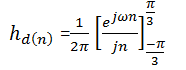 h_{d(n)} = \frac{1}{2\pi} \left[ \frac{e^{j\omega n}}{jn} \right]_{-\frac{\pi}{3}}^{\frac{\pi}{3}}